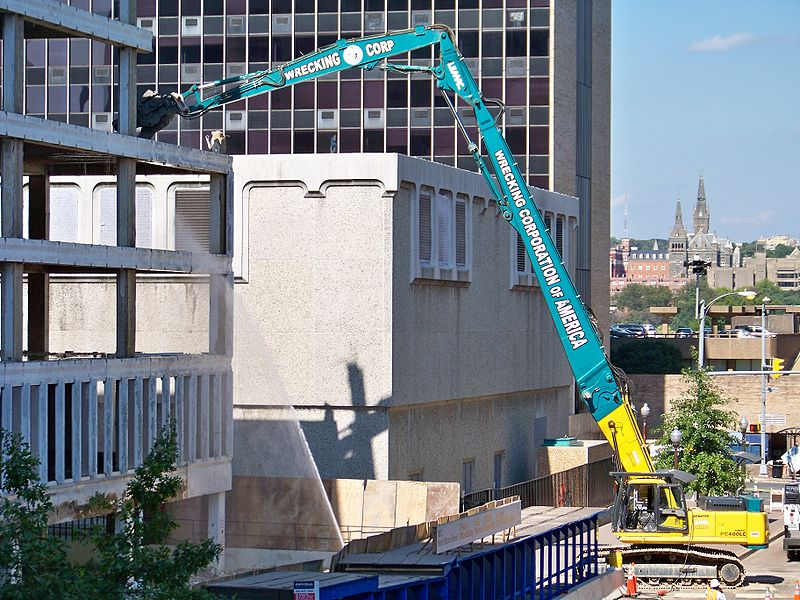 WRECKING CORP
WRECKING CORPORATION OF AMERICA
PC400LC